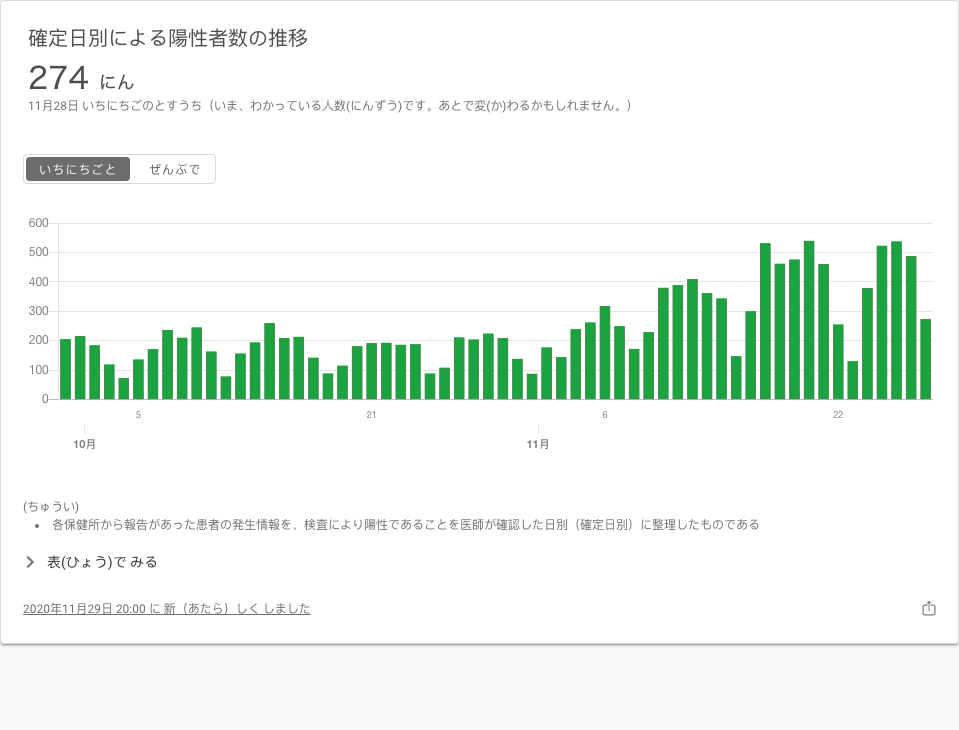 確定日別による陽性者数の推移
274 にん
11月28日 いちにちごのとすうち（いま、わかっている人数(にんずう)です。あとで変(か)わるかもしれません。）
いちにちごと ぜんぶで
600
500
400
300
200
100
0
5 21 6 22
10月 11月
(ちゅうい)
• 各保健所から報告があった患者の発生情報を、検査により陽性であることを医師が確認した日別（確定日別）に整理したものである
表(ひょう)で みる
2020年11月29日 20:00 に 新（あたら）しく しました